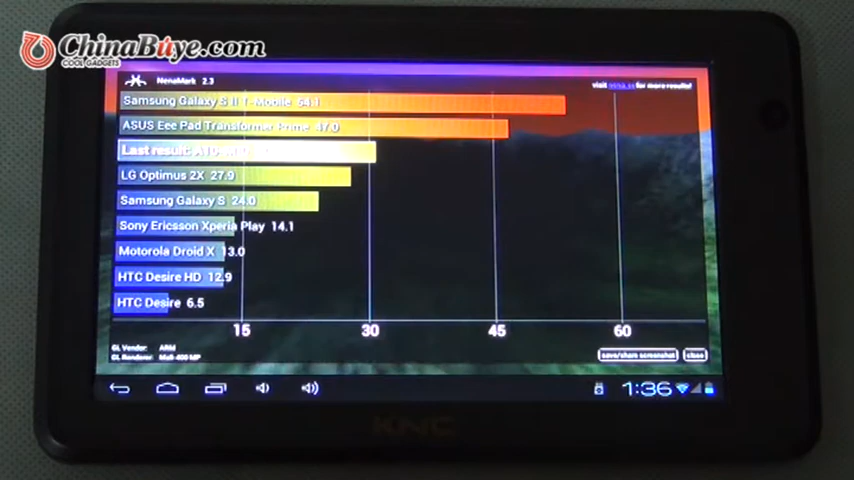 ChinaBuye.com
COOL GADGETS
NenaMark 2.3
visit nena.se for more results!
Samsung Galaxy S II T-Mobile 54.1
ASUS Eee Pad Transformer Prime 47.0
Last result:
LG Optimus 2X 27.9
Samsung Galaxy S 24.0
Sony Ericsson Xperia Play 14.1
Motorola Droid X 13.0
HTC Desire HD 12.9
HTC Desire 6.5
15 30 45 60
GL Vendor: ARM
GL Renderer: Mali-400 MP
save/share screenshot close
1:36
KNC